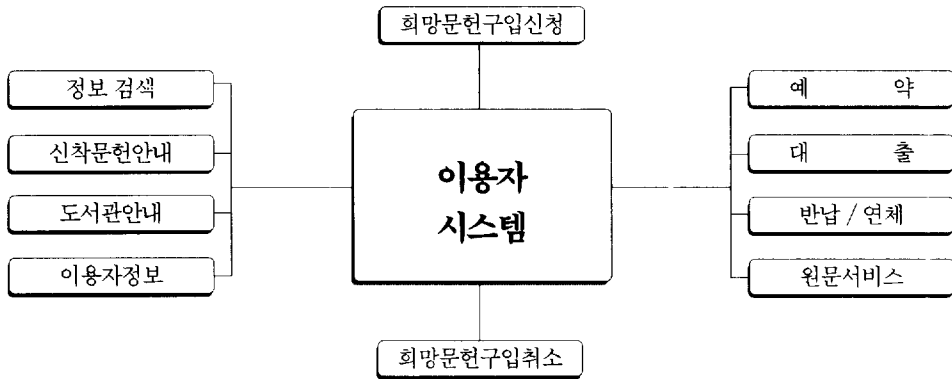 희망문헌구입신청
정보 검색
신착문헌안내
도서관안내
이용자정보
이용자
시스템
예 약
대 출
반납 / 연체
원문서비스
희망문헌구입취소